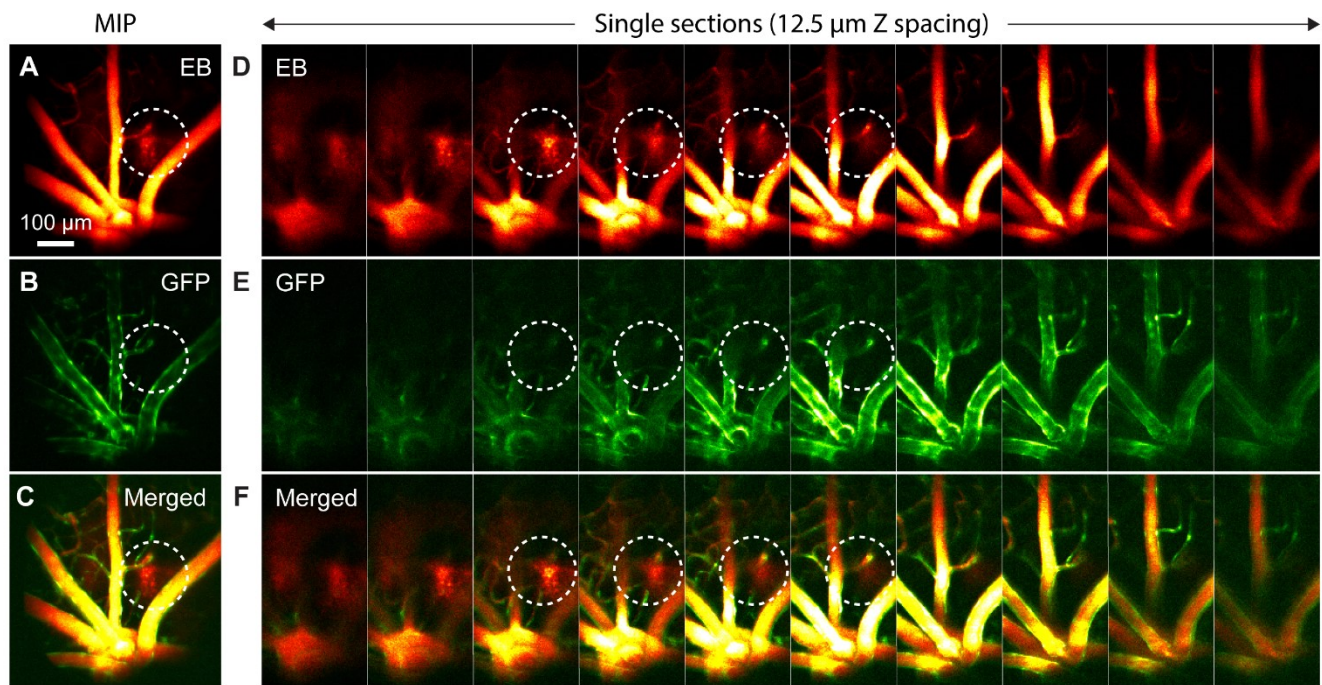 MIP
Single sections (12.5 µm Z spacing)
A EB
100 µm
D EB
B GFP
E GFP
C Merged
F Merged